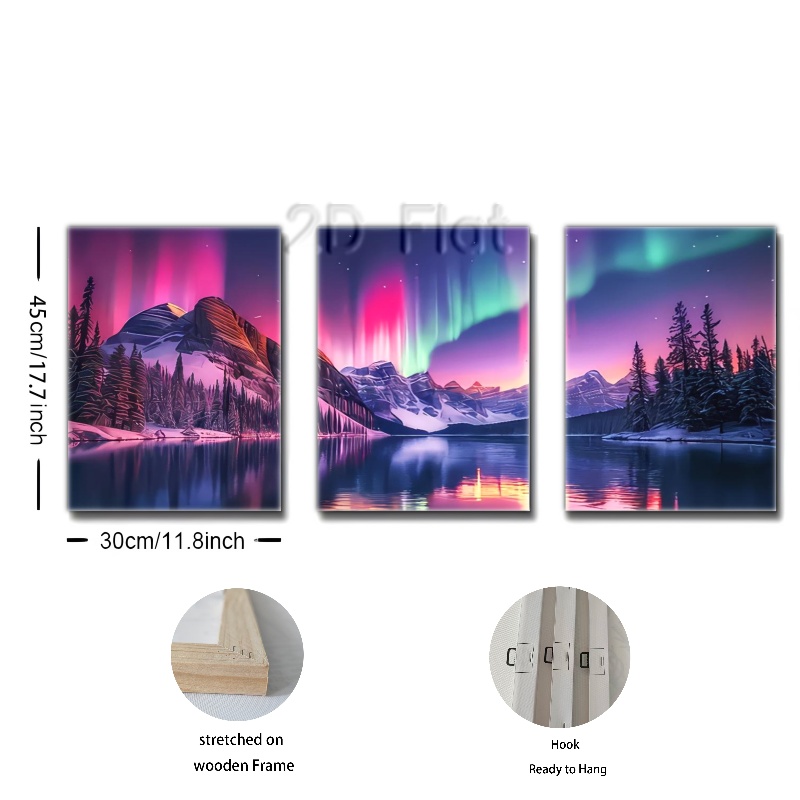 2D Flat
45cm/17.7inch
30cm/11.8inch
stretched on
wooden Frame
Hook
Ready to Hang